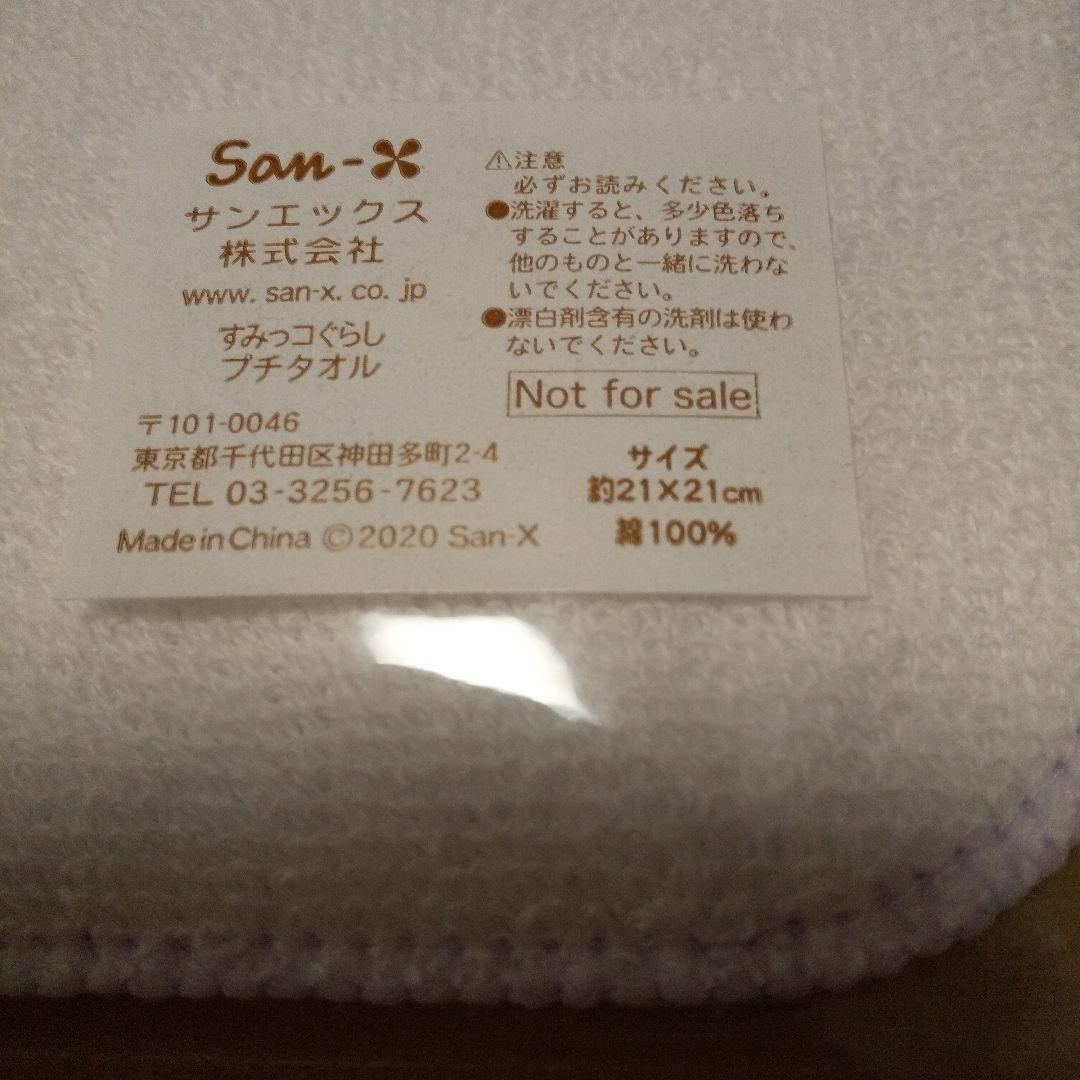 San-X
サンエックス
株式会社
www. san-x. co. jp
すみっコぐらし
プチタオル
〒101-0046
東京都千代田区神田多町2-4
TEL 03-3256-7623
Made in China ©2020 San-X
⚠注意
必ずお読みください。
●洗濯すると、多少色落ち
することがありますので、
他のものと一緒に洗わな
いでください。
●漂白剤含有の洗剤は使わ
ないでください。
Not for sale
サイズ
約21×21cm
綿100%